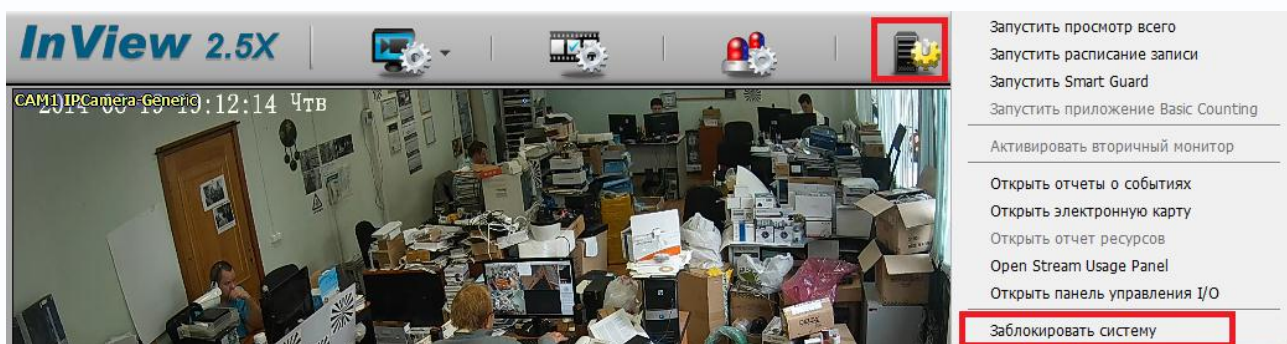 InView 2.5X
CAM1 IPCamera-Generic
:12:14 Чтв
Запустить просмотр всего
Запустить расписание записи
Запустить Smart Guard
Запустить приложение Basic Counting
Активировать вторичный монитор
Открыть отчеты о событиях
Открыть электронную карту
Открыть отчет ресурсов
Open Stream Usage Panel
Открыть панель управления I/O
Заблокировать систему